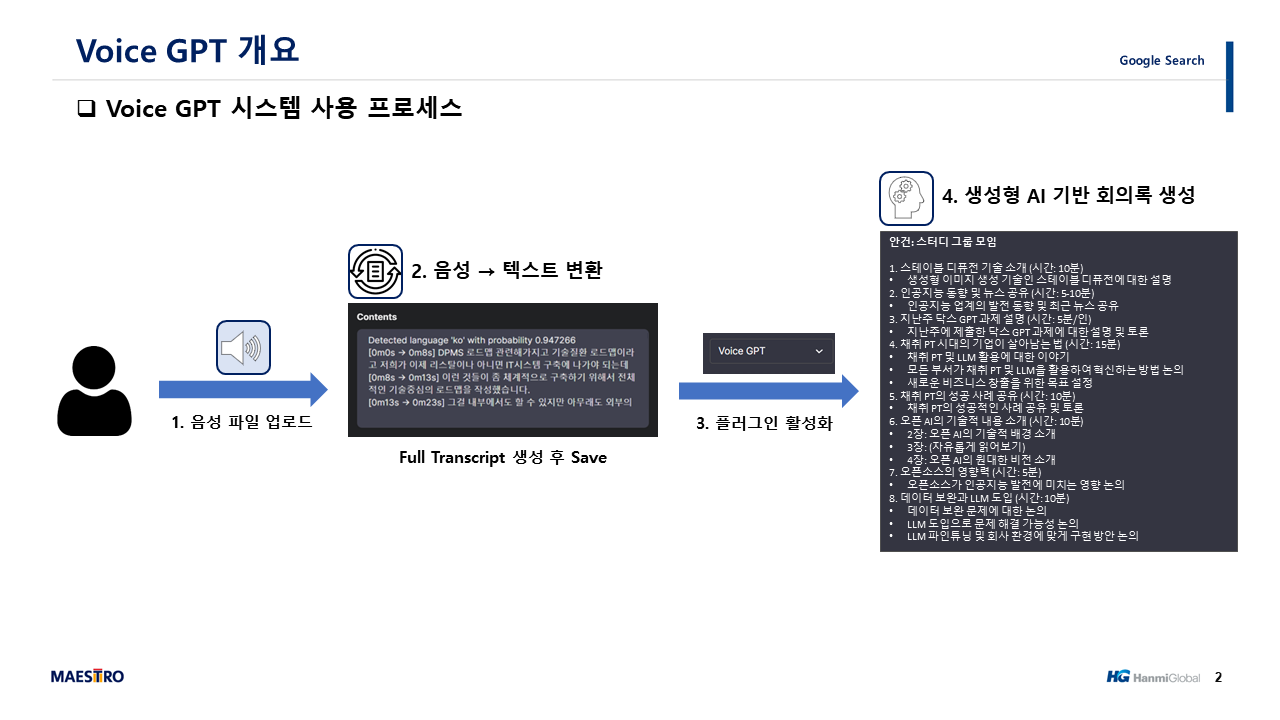 Voice GPT 개요
Google Search
❑ Voice GPT 시스템 사용 프로세스
1. 음성 파일 업로드
2. 음성 → 텍스트 변환
Contents
Detected language 'ko' with probability 0.947266
[0m0s → 0m8s] DPMS 로드맵 관련해가지고 기술질환 로드맵이라
고 저희가 이제 리스탈이나 아니면 IT시스템 구축에 나가야 되는데
[0m8s → 0m13s] 이런 것들이 좀 체계적으로 구축하기 위해서 전체
적인 기술중심의 로드맵을 작성했습니다.
[0m13s → 0m23s] 그걸 내부에서도 할 수 있지만 아무래도 외부의
Full Transcript 생성 후 Save
Voice GPT
3. 플러그인 활성화
4. 생성형 AI 기반 회의록 생성
안건: 스터디 그룹 모임
1. 스테이블 디퓨전 기술 소개 (시간: 10분)
• 생성형 이미지 생성 기술인 스테이블 디퓨전에 대한 설명
2. 인공지능 동향 및 뉴스 공유 (시간: 5-10분)
• 인공지능 업계의 발전 동향 및 최근 뉴스 공유
3. 지난주 닥스 GPT 과제 설명 (시간: 5분/인)
• 지난주에 제출한 닥스 GPT 과제에 대한 설명 및 토론
4. 채취 PT 시대의 기업이 살아남는 법 (시간: 15분)
• 채취 PT 및 LLM 활용에 대한 이야기
• 모든 부서가 채취 PT 및 LLM을 활용하여 혁신하는 방법 논의
• 새로운 비즈니스 창출을 위한 목표 설정
5. 채취 PT의 성공 사례 공유 (시간: 10분)
• 채취 PT의 성공적인 사례 공유 및 토론
6. 오픈 AI의 기술적 내용 소개 (시간: 10분)
• 2장: 오픈 AI의 기술적 배경 소개
• 3장: (자유롭게 읽어보기)
• 4장: 오픈 AI의 원대한 비전 소개
7. 오픈소스의 영향력 (시간: 5분)
• 오픈소스가 인공지능 발전에 미치는 영향 논의
8. 데이터 보완과 LLM 도입 (시간: 10분)
• 데이터 보완 문제에 대한 논의
• LLM 도입으로 문제 해결 가능성 논의
• LLM 파인튜닝 및 회사 환경에 맞게 구현 방안 논의
MAESTRO
HG HanmiGlobal
2